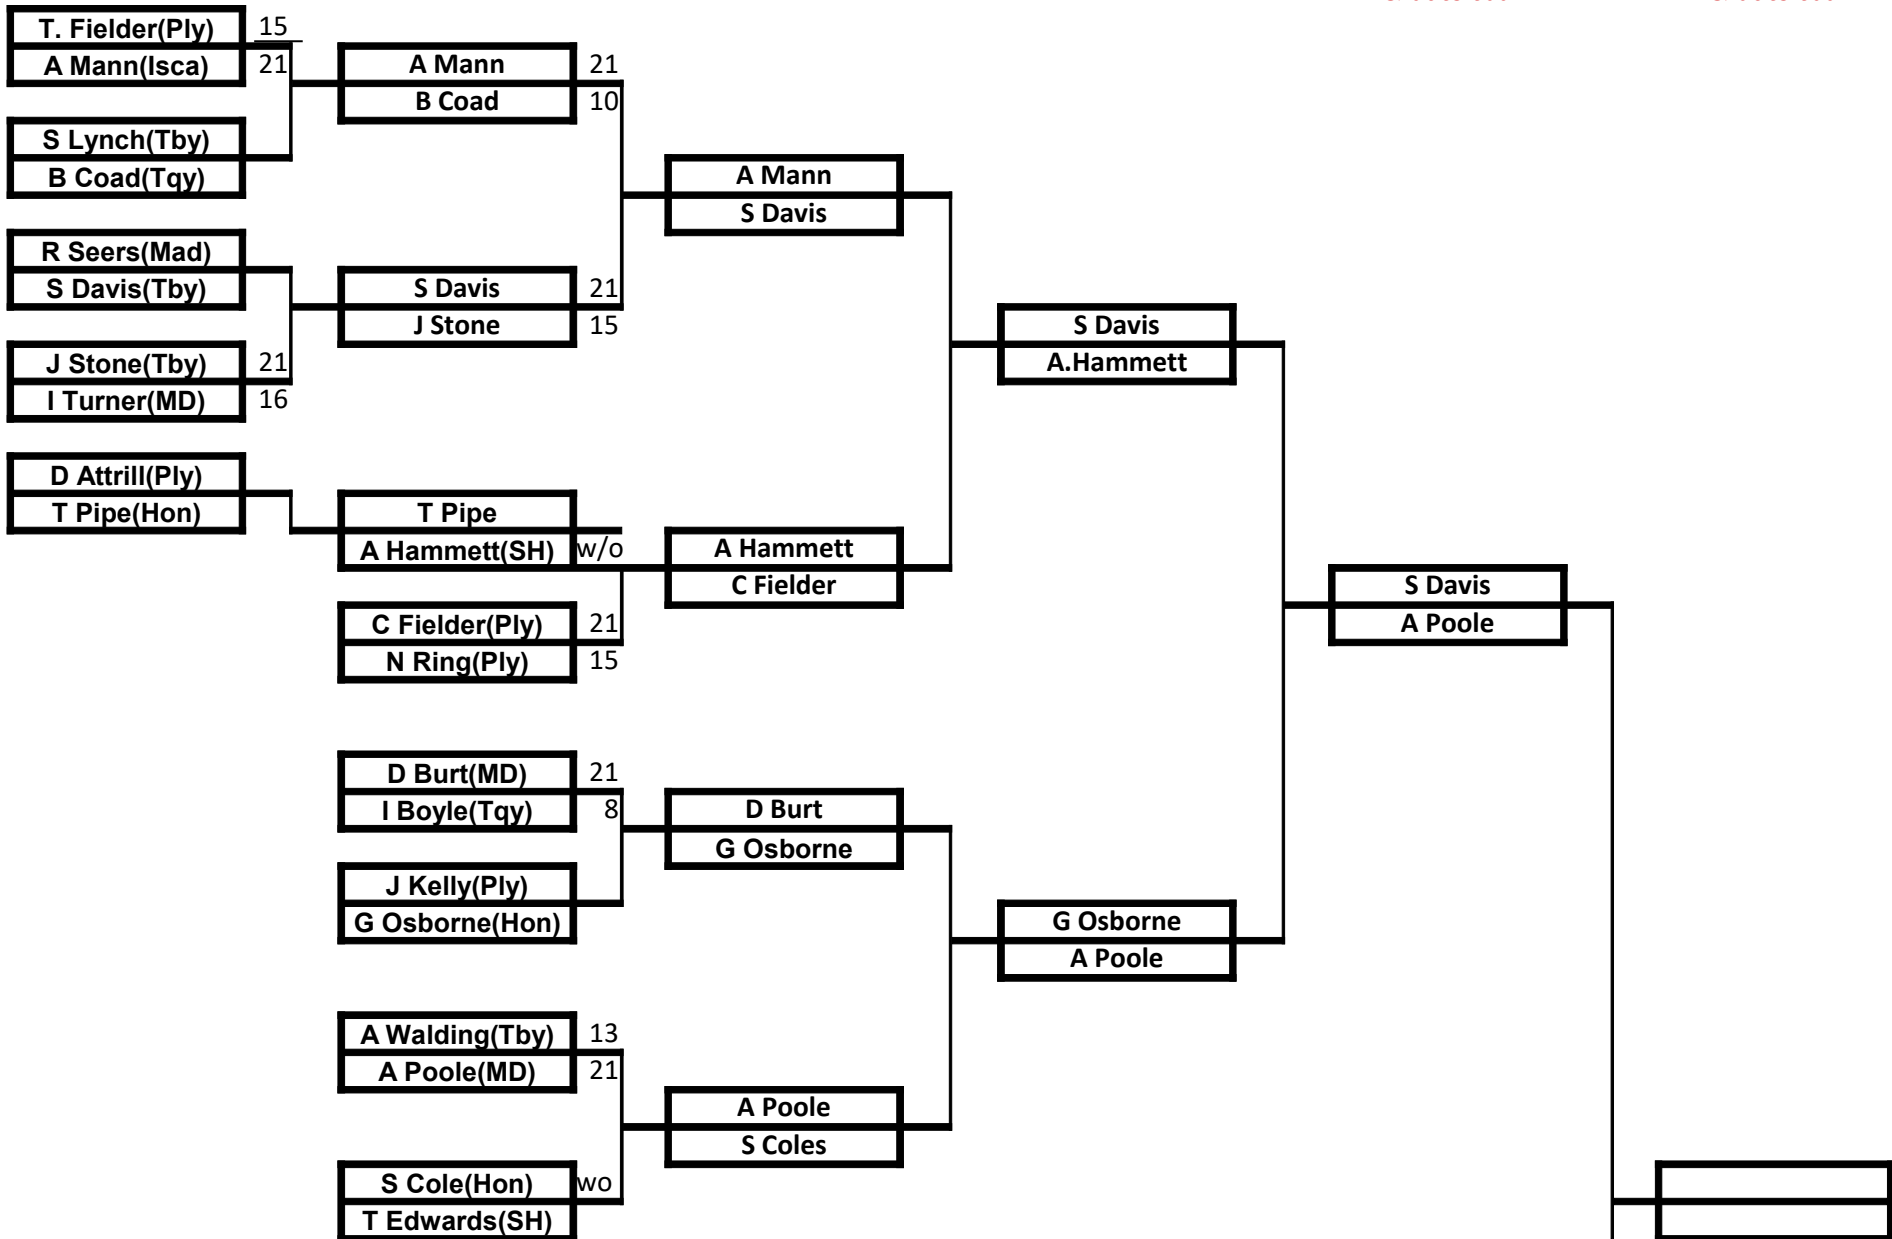 T. Fielder(Ply) 15
A Mann(Isca) 21
S Lynch(Tby)
B Coad(Tqy)
R Seers(Mad)
S Davis(Tby)
J Stone(Tby) 21
I Turner(MD) 16
D Attrill(Ply)
T Pipe(Hon)
A Mann 21
B Coad 10
S Davis 21
J Stone 15
T Pipe
A Hammett(SH) w/o
C Fielder(Ply) 21
N Ring(Ply) 15
D Burt(MD) 21
I Boyle(Tqy) 8
J Kelly(Ply)
G Osborne(Hon)
A Walding(Tby) 13
A Poole(MD) 21
S Cole(Hon) wo
T Edwards(SH)
A Mann
S Davis
A Hammett
C Fielder
D Burt
G Osborne
A Poole
S Coles
S Davis
A.Hammett
G Osborne
A Poole
S Davis
A Poole